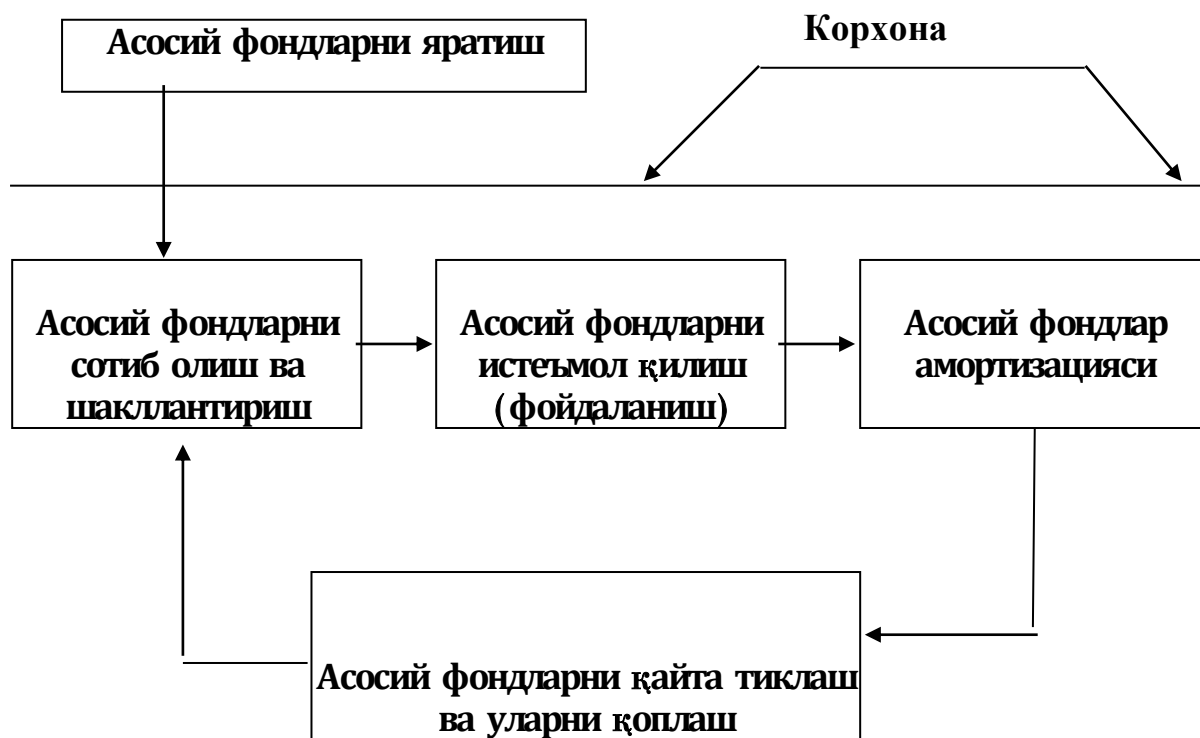 Асосий фондларни яратиш
Корхона
Асосий фондларни
сотиб олиш ва
шакллантириш
Асосий фондларни
истеъмол қилиш
(фойдаланиш)
Асосий фондлар
амортизацияси
Асосий фондларни қайта тиклаш
ва уларни қоплаш